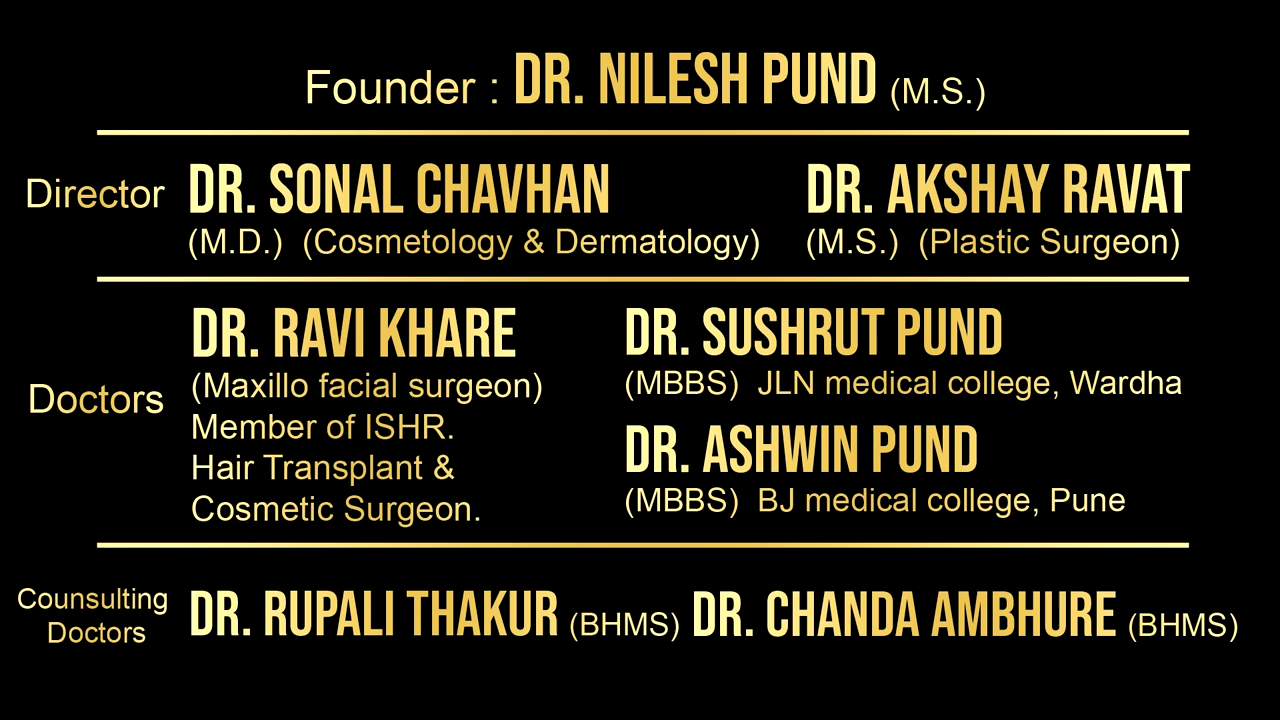 Founder : DR. NILESH PUND (M.S.)
Director DR. SONAL CHAVHAN DR. AKSHAY RAVAT
(M.D.) (Cosmetology & Dermatology) (M.S.) (Plastic Surgeon)
Doctors
DR. RAVI KHARE
(Maxillo facial surgeon)
Member of ISHR.
Hair Transplant &
Cosmetic Surgeon.
DR. SUSHRUT PUND
(MBBS) JLN medical college, Wardha
DR. ASHWIN PUND
(MBBS) BJ medical college, Pune
Counsulting
Doctors
DR. RUPALI THAKUR (BHMS) DR. CHANDA AMBHURE (BHMS)